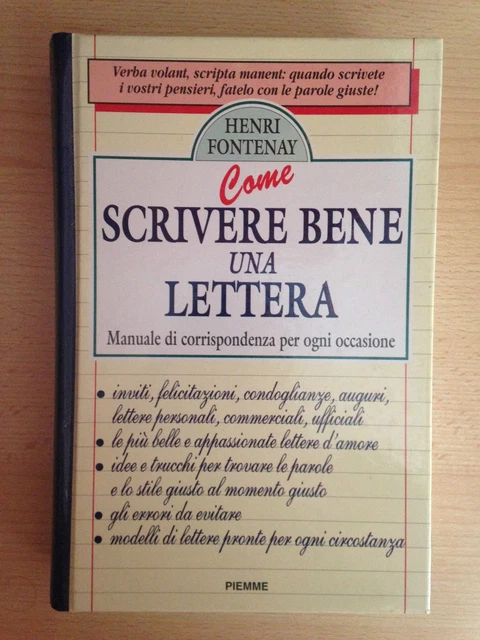 Verba volant, scripta manent: quando scrivete
i vostri pensieri, fatelo con le parole giuste!
HENRI
FONTENAY
Come
SCRIVERE BENE
UNA
LETTERA
Manuale di corrispondenza per ogni occasione
• inviti, felicitazioni, condoglianze, auguri,
lettere personali, commerciali, ufficiali
• le più belle e appassionate lettere d'amore
• idee e trucchi per trovare le parole
e lo stile giusto al momento giusto
• gli errori da evitare
• modelli di lettere pronte per ogni circostanza
PIEMME